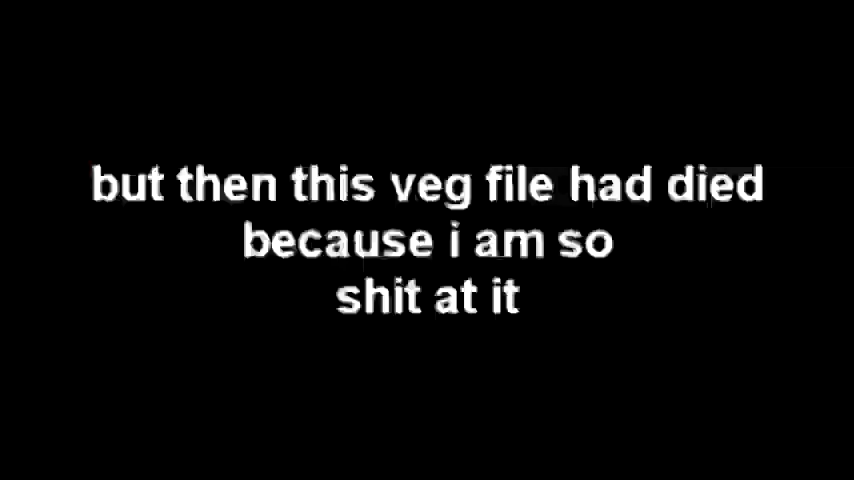 but then this veg file had died
because i am so
shit at it